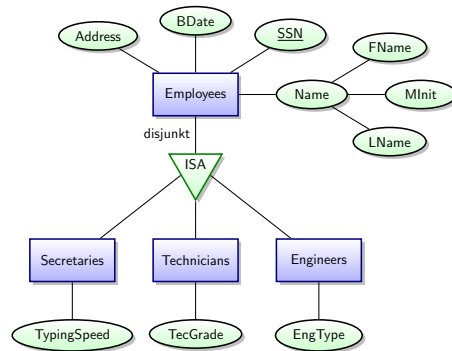 BDate
Address
SSN
FName
Employees
Name
MInit
disjunkt
LName
ISA
Secretaries
Technicians
Engineers
TypingSpeed
TecGrade
EngType